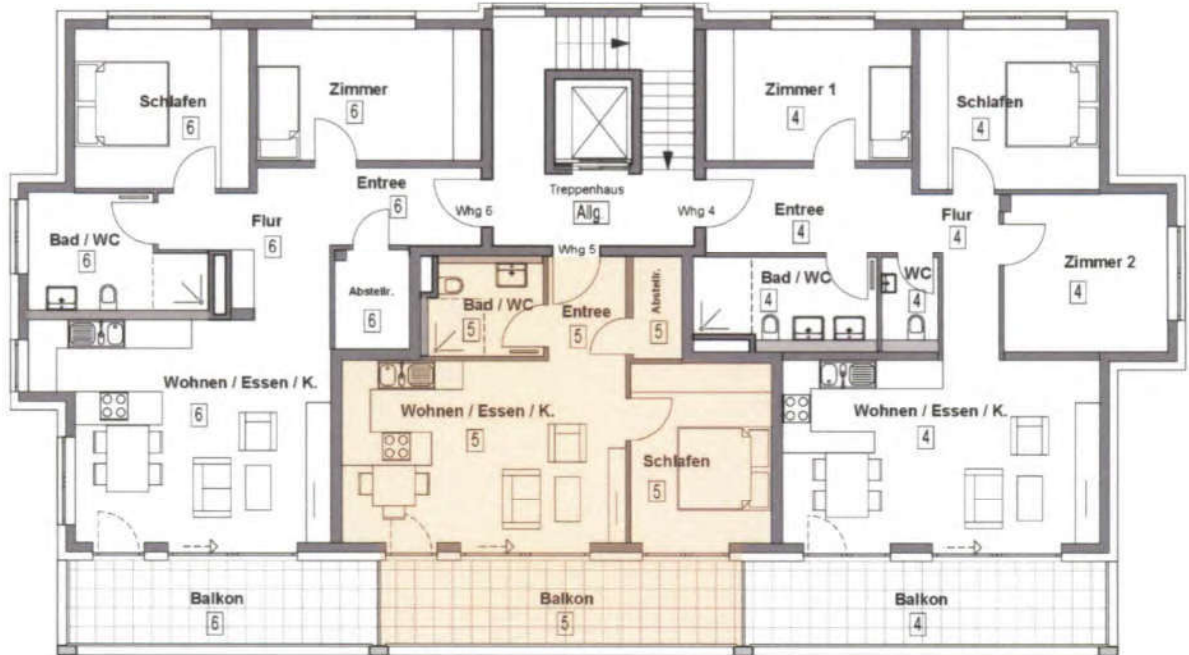 Schlafen
6
Zimmer
6
Zimmer 1
4
Schlafen
4
Treppenhaus
Allg.
Entree
6
Whg 6
Whg 4
Entree
4
Flur
6
Flur
4
Bad / WC
6
Whg 5
Zimmer 2
4
Abstellr.
6
Bad / WC
5
Entree
5
Abstellr.
5
Bad / WC
4
WC
4
Wohnen / Essen / K.
6
Wohnen / Essen / K.
5
Wohnen / Essen / K.
4
Schlafen
5
Balkon
6
Balkon
5
Balkon
4